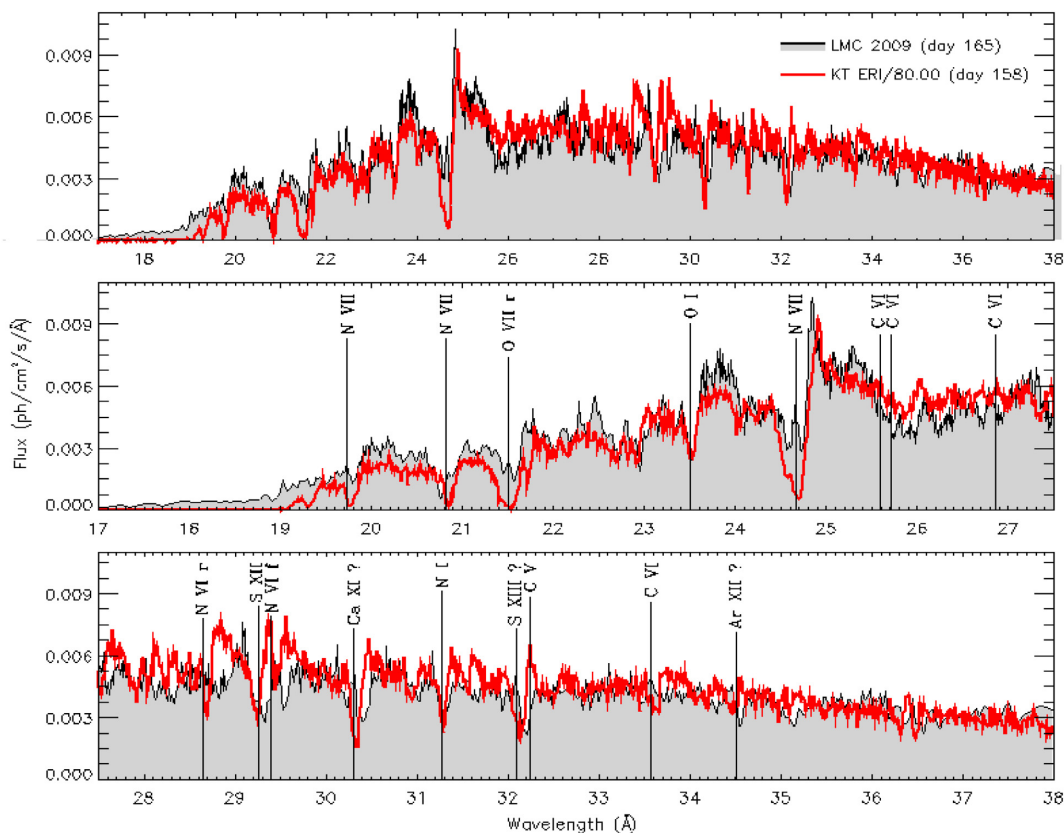 LMC 2009 (day 165)
KT ERI/80.00 (day 158)
0.009
0.006
0.003
0.000
18 20 22 24 26 28 30 32 34 36 38
N VII
N VII
O VII r
O I
N VII
C VI
C VI
C VI
0.009
0.006
0.003
0.000
Flux (ph/cm²/s/Å)
17 19 20 21 22 23 24 25 26 27
N VI r
S XII
N VI f
Ca XI ?
N I
S XIII ?
C V
C VI
Ar XII ?
0.009
0.006
0.003
0.000
28 29 30 31 32 33 34 35 36 37 38
Wavelength (Å)